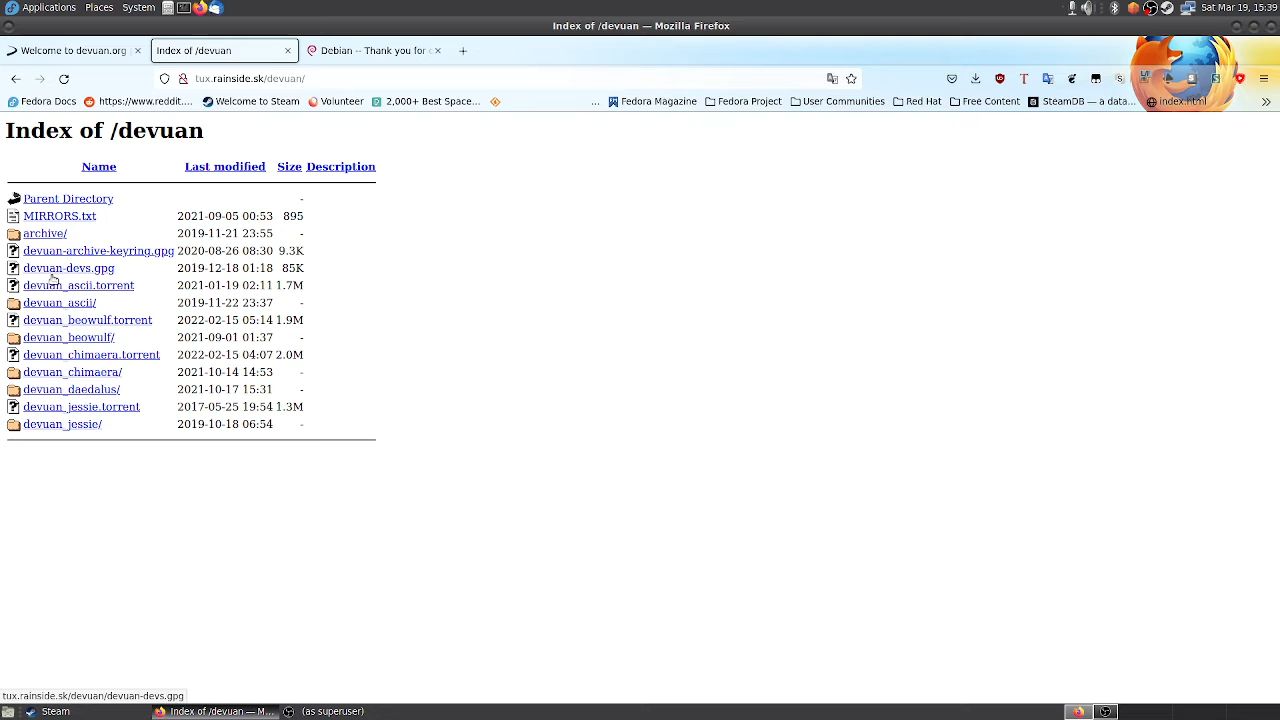 Applications Places System Sat Mar 19, 15:39
Index of /devuan — Mozilla Firefox
Welcome to devuan.org Index of /devuan Debian -- Thank you for
tux.rainside.sk/devuan/
Fedora Docs https://www.reddit.... Welcome to Steam Volunteer 2,000+ Best Space... ... Fedora Magazine Fedora Project User Communities Red Hat Free Content SteamDB — a data... index.html
Index of /devuan
Name Last modified Size Description
Parent Directory -
MIRRORS.txt 2021-09-05 00:53 895
archive/ 2019-11-21 23:55 -
devuan-archive-keyring.gpg 2020-08-26 08:30 9.3K
devuan-devs.gpg 2019-12-18 01:18 85K
devuan_ascii.torrent 2021-01-19 02:11 1.7M
devuan_ascii/ 2019-11-22 23:37 -
devuan_beowulf.torrent 2022-02-15 05:14 1.9M
devuan_beowulf/ 2021-09-01 01:37 -
devuan_chimaera.torrent 2022-02-15 04:07 2.0M
devuan_chimaera/ 2021-10-14 14:53 -
devuan_daedalus/ 2021-10-17 15:31 -
devuan_jessie.torrent 2017-05-25 19:54 1.3M
devuan_jessie/ 2019-10-18 06:54 -
tux.rainside.sk/devuan/devuan-devs.gpg
Steam Index of /devuan — M... (as superuser)